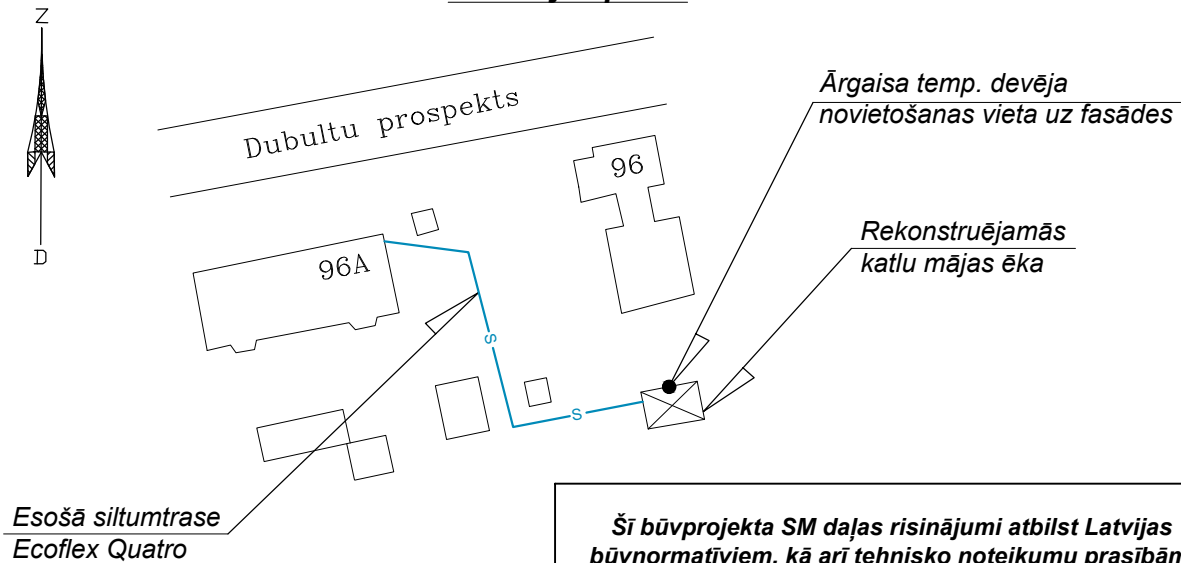 Z
D
Dubultu prospekts
96A
96
S
S
Ārgaisa temp. devēja
novietošanas vieta uz fasādes
Rekonstruējamās
katlu mājas ēka
Esošā siltumtrase
Ecoflex Quatro
Šī būvprojekta SM daļas risinājumi atbilst Latvijas
būvnormatīviem, kā arī tehnisko noteikumu